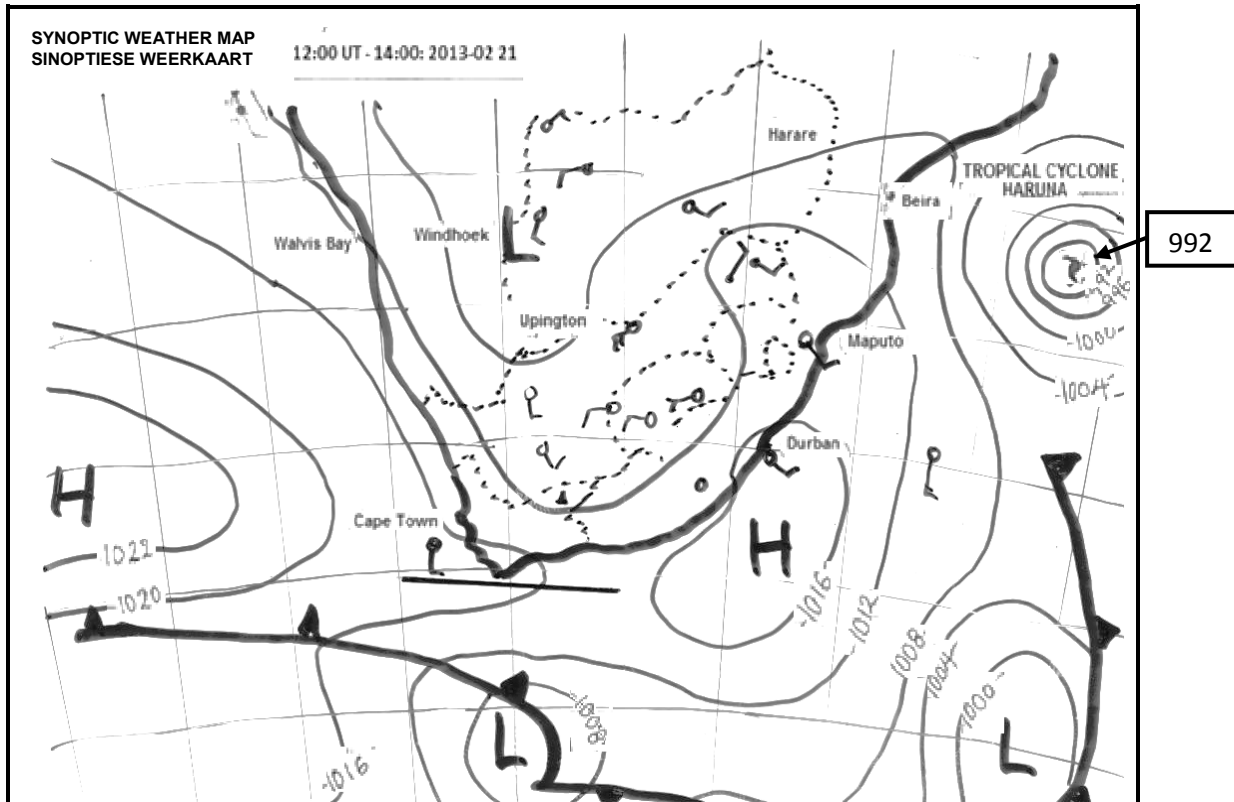 SYNOPTIC WEATHER MAP
SINOPTIESE WEERKAART
12:00 UT - 14:00: 2013-02 21
Harare
TROPICAL CYCLONE
HARUNA
Beira
Walvis Bay
Windhoek
L
992
992
996
Upington
1000
Maputo
1004
Durban
H
Cape Town
H
1022
1016
1020
1012
1008
1004
1000
1008
L
L
1016